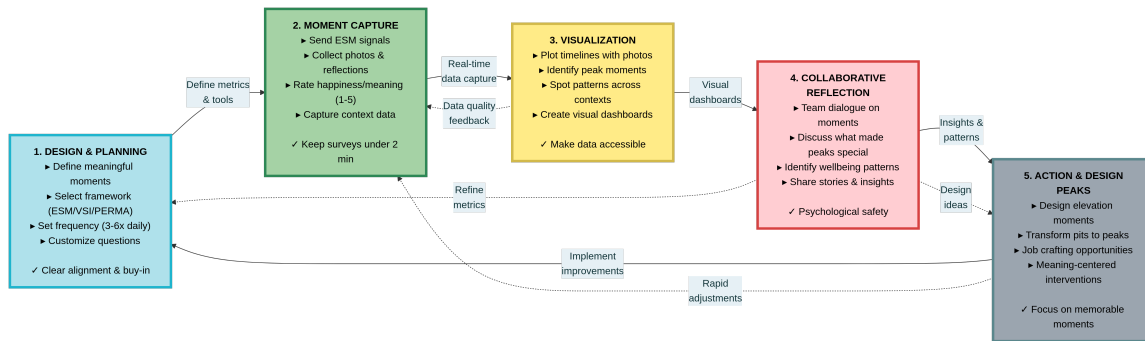 1. DESIGN & PLANNING
▸ Define meaningful
moments
▸ Select framework
(ESM/VSI/PERMA)
▸ Set frequency (3-6x daily)
▸ Customize questions
✓ Clear alignment & buy-in
Define metrics
& tools
2. MOMENT CAPTURE
▸ Send ESM signals
▸ Collect photos &
reflections
▸ Rate happiness/meaning
(1-5)
▸ Capture context data
✓ Keep surveys under 2
min
Real-time
data capture
Data quality
feedback
3. VISUALIZATION
▸ Plot timelines with photos
▸ Identify peak moments
▸ Spot patterns across
contexts
▸ Create visual dashboards
✓ Make data accessible
Visual
dashboards
4. COLLABORATIVE
REFLECTION
▸ Team dialogue on
moments
▸ Discuss what made
peaks special
▸ Identify wellbeing patterns
▸ Share stories & insights
✓ Psychological safety
Insights &
patterns
Design
ideas
5. ACTION & DESIGN
PEAKS
▸ Design elevation
moments
▸ Transform pits to peaks
▸ Job crafting opportunities
▸ Meaning-centered
interventions
✓ Focus on memorable
moments
Refine
metrics
Implement
improvements
Rapid
adjustments